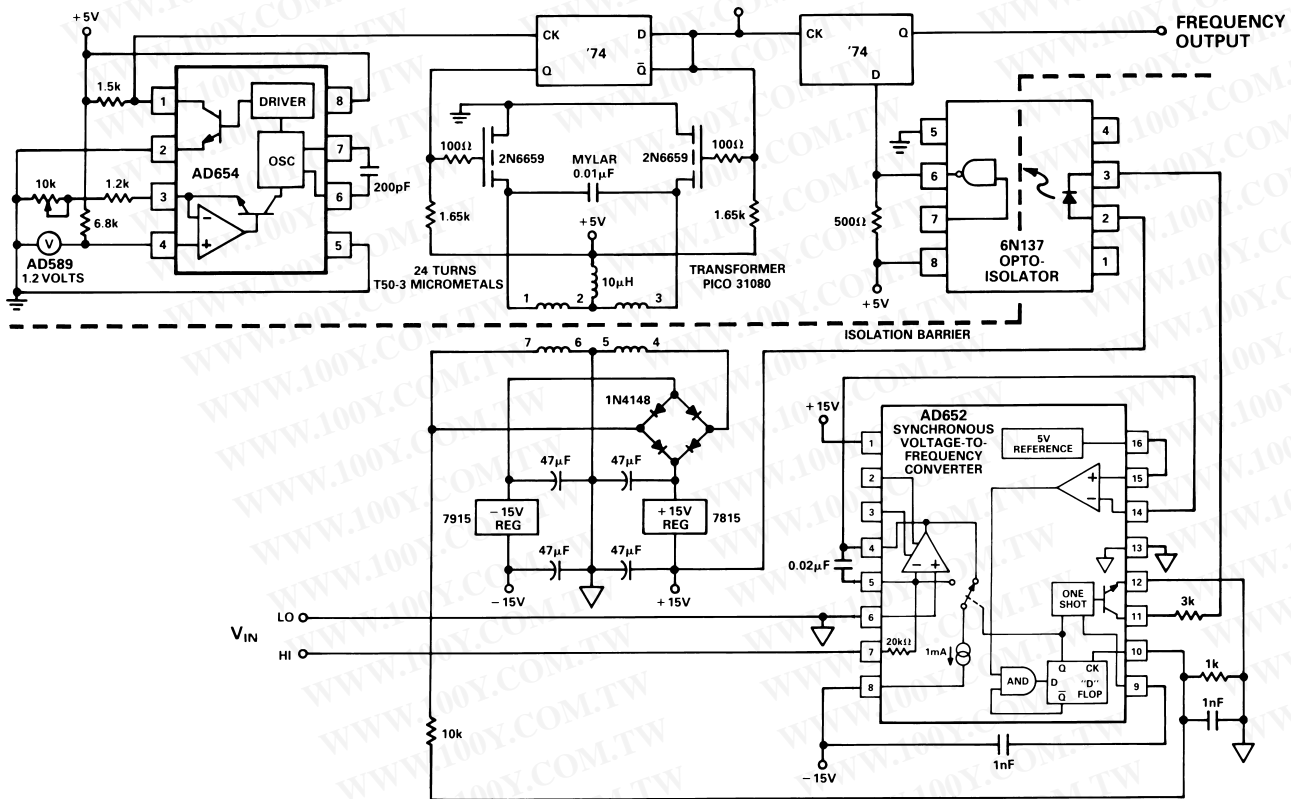 +5V
1.5k
1
2
3
4
8
7
6
5
DRIVER
OSC
AD654
200pF
10k
1.2k
6.8k
V
AD589
1.2 VOLTS
CK
Q
D
Q̅
'74
100Ω
2N6659
MYLAR
0.01μF
2N6659
100Ω
1.65k
1.65k
+5V
10μH
24 TURNS
T50-3 MICROMETALS
TRANSFORMER
PICO 31080
1
2
3
CK
Q
'74
D
FREQUENCY
OUTPUT
500Ω
+5V
5
6
7
8
4
3
2
1
6N137
OPTO-
ISOLATOR
ISOLATION BARRIER
7
6
5
4
1N4148
47μF
47μF
7915
−15V
REG
+15V
REG
7815
47μF
47μF
−15V
+15V
VIN
LO
HI
10k
+15V
AD652
SYNCHRONOUS
VOLTAGE-TO-
FREQUENCY
CONVERTER
5V
REFERENCE
1
2
3
4
5
6
7
8
16
15
14
13
12
11
10
9
0.02μF
20kΩ
1mA
ONE
SHOT
AND
Q
CK
D
"D"
FLOP
Q̅
3k
1k
1nF
1nF
−15V
WWW.100Y.COM.TW